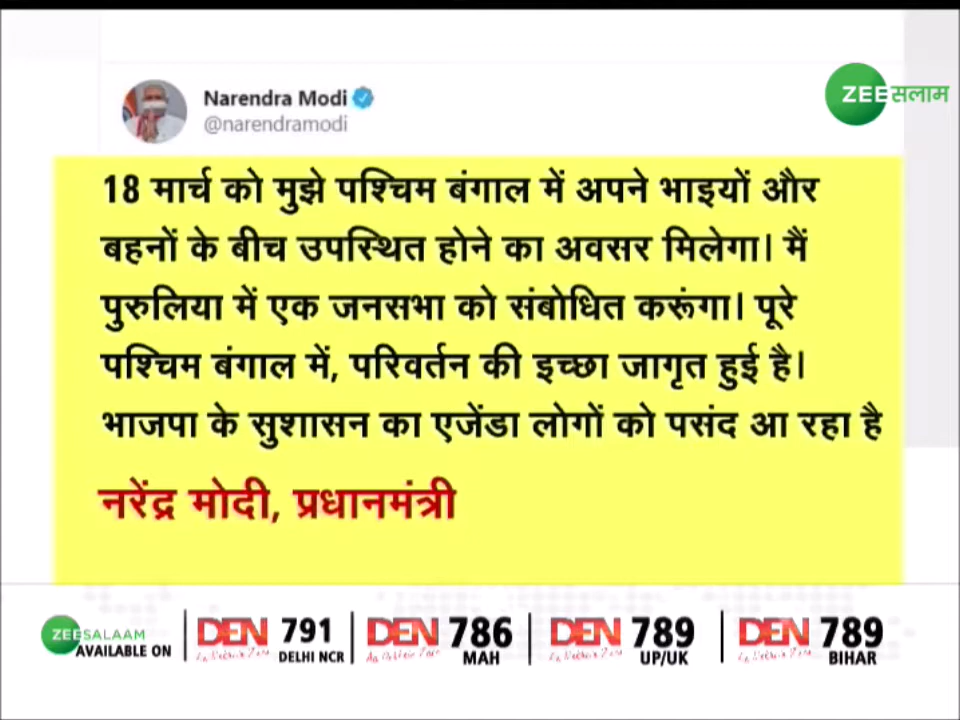 Narendra Modi
@narendramodi
ZEEसलाम
18 मार्च को मुझे पश्चिम बंगाल में अपने भाइयों और
बहनों के बीच उपस्थित होने का अवसर मिलेगा। मैं
पुरुलिया में एक जनसभा को संबोधित करूंगा। पूरे
पश्चिम बंगाल में, परिवर्तन की इच्छा जागृत हुई है।
भाजपा के सुशासन का एजेंडा लोगों को पसंद आ रहा है
नरेंद्र मोदी, प्रधानमंत्री
ZEESALAAM
AVAILABLE ON
DEN 791
DELHI NCR
DEN 786
MAH
DEN 789
UP/UK
DEN 789
BIHAR